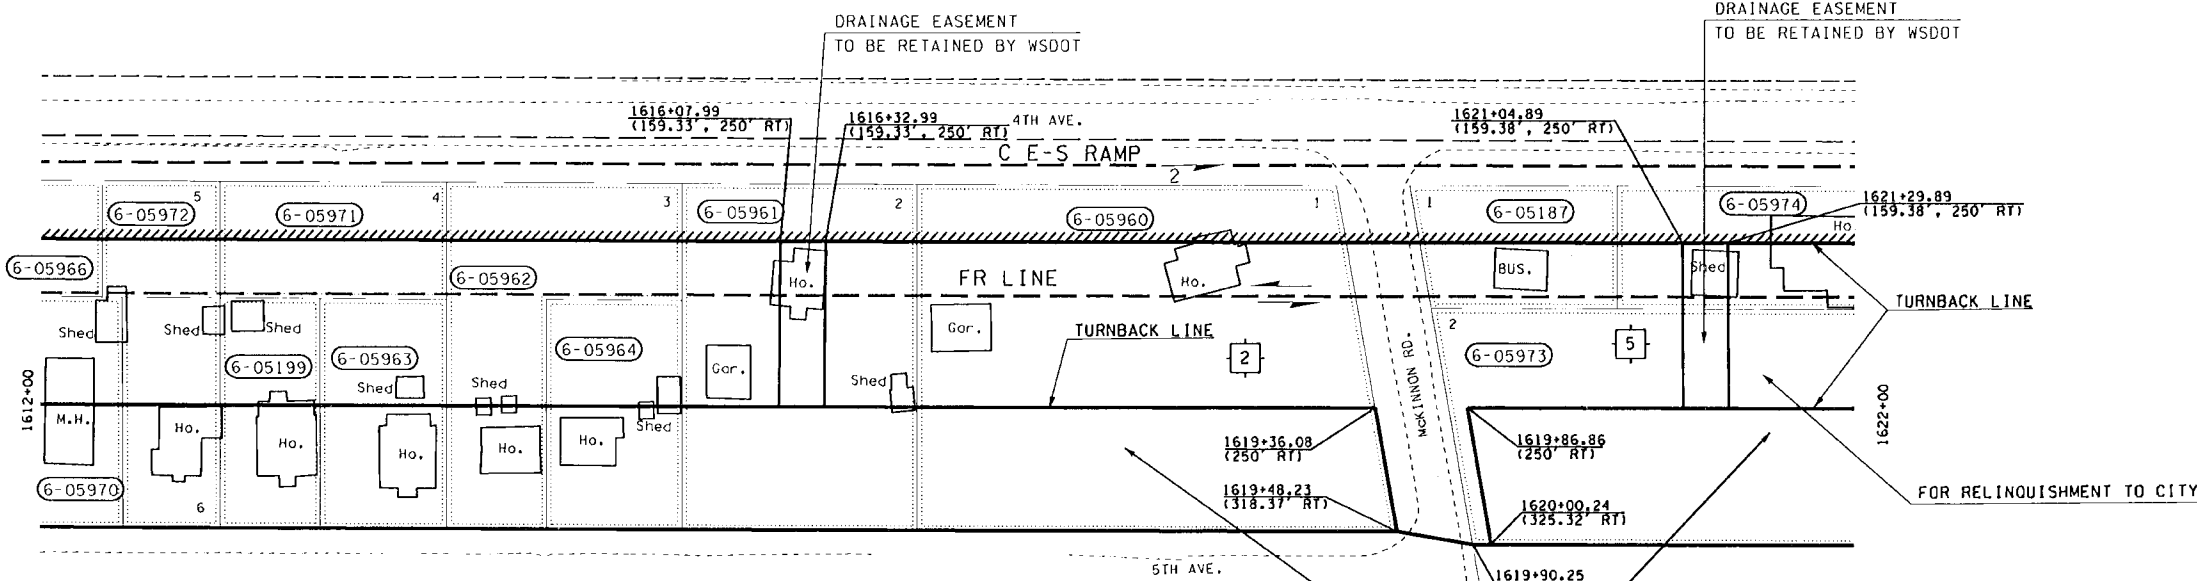 DRAINAGE EASEMENT
TO BE RETAINED BY WSDOT
DRAINAGE EASEMENT
TO BE RETAINED BY WSDOT
1616+07.99
(159.33', 250' RT)
1616+32.99
(159.33', 250' RT)
4TH AVE.
1621+04.89
(159.38', 250' RT)
C E-S RAMP
2
5
6-05972
6-05971
4
3
6-05961
2
6-05960
1
1
6-05187
6-05974
1621+29.89
(159.38', 250' RT)
Ho
6-05966
6-05962
Ho.
FR LINE
Ho.
BUS.
Shed
TURNBACK LINE
Shed
Shed
Shed
6-05199
6-05963
6-05964
Gar.
Gar.
TURNBACK LINE
2
McKINNON RD.
2
6-05973
5
1612+00
M.H.
Shed
Shed
Shed
Shed
Ho.
Ho.
Ho.
Ho.
Ho.
1619+36.08
(250' RT)
1619+86.86
(250' RT)
1622+00
6-05970
6
1619+48.23
(318.37' RT)
1620+00.24
(325.32' RT)
FOR RELINQUISHMENT TO CITY
5TH AVE.
1619+90.25